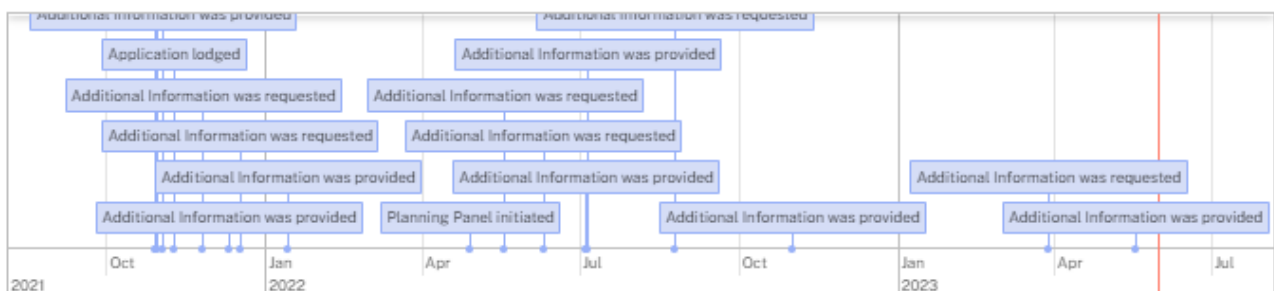 Additional Information was provided
Additional Information was requested
Application lodged
Additional Information was provided
Additional Information was requested
Additional Information was requested
Additional Information was requested
Additional Information was requested
Additional Information was provided
Additional Information was provided
Additional Information was requested
Additional Information was provided
Planning Panel initiated
Additional Information was provided
Additional Information was provided
Oct
Jan
Apr
Jul
Oct
Jan
Apr
Jul
2021
2022
2023